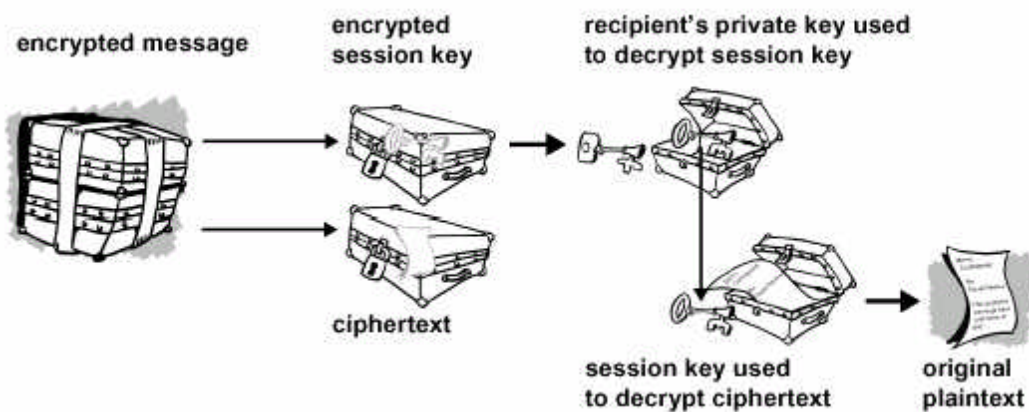 encrypted message
encrypted
session key
recipient's private key used
to decrypt session key
ciphertext
session key used
to decrypt ciphertext
original
plaintext